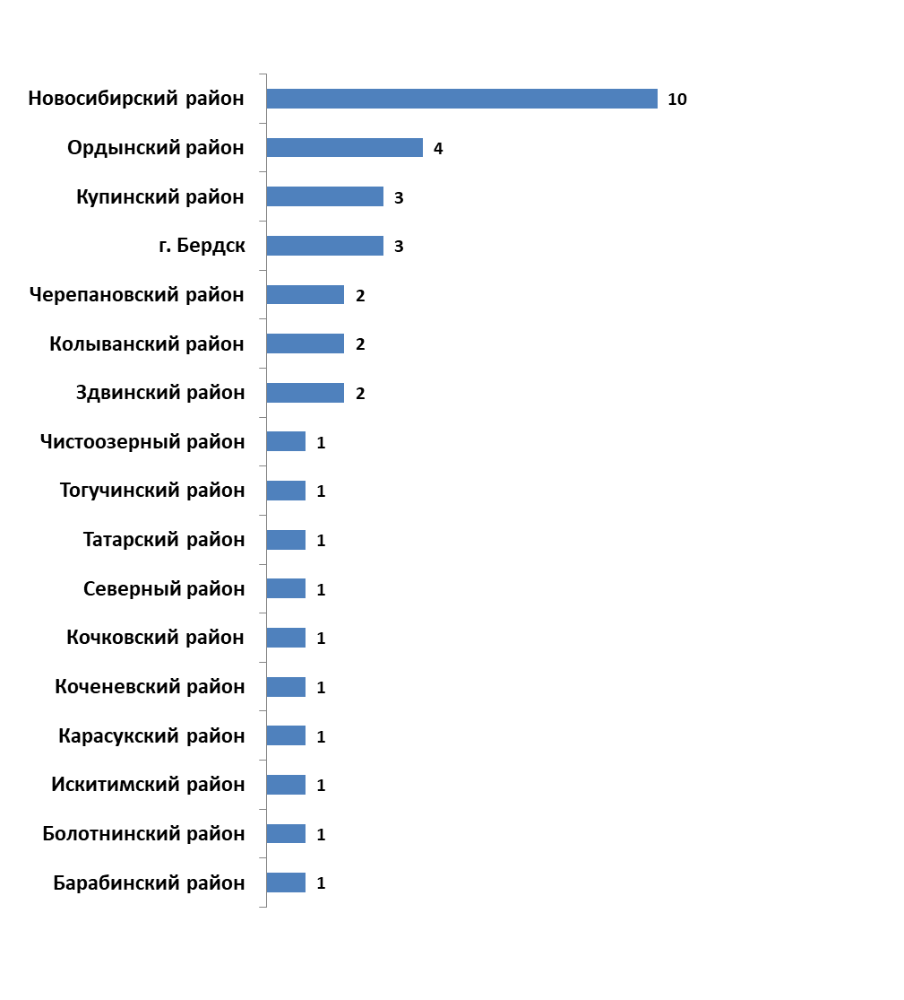 Новосибирский район 10
Ордынский район 4
Купинский район 3
г. Бердск 3
Черепановский район 2
Колыванский район 2
Здвинский район 2
Чистоозерный район 1
Тогучинский район 1
Татарский район 1
Северный район 1
Кочковский район 1
Коченевский район 1
Карасукский район 1
Искитимский район 1
Болотнинский район 1
Барабинский район 1